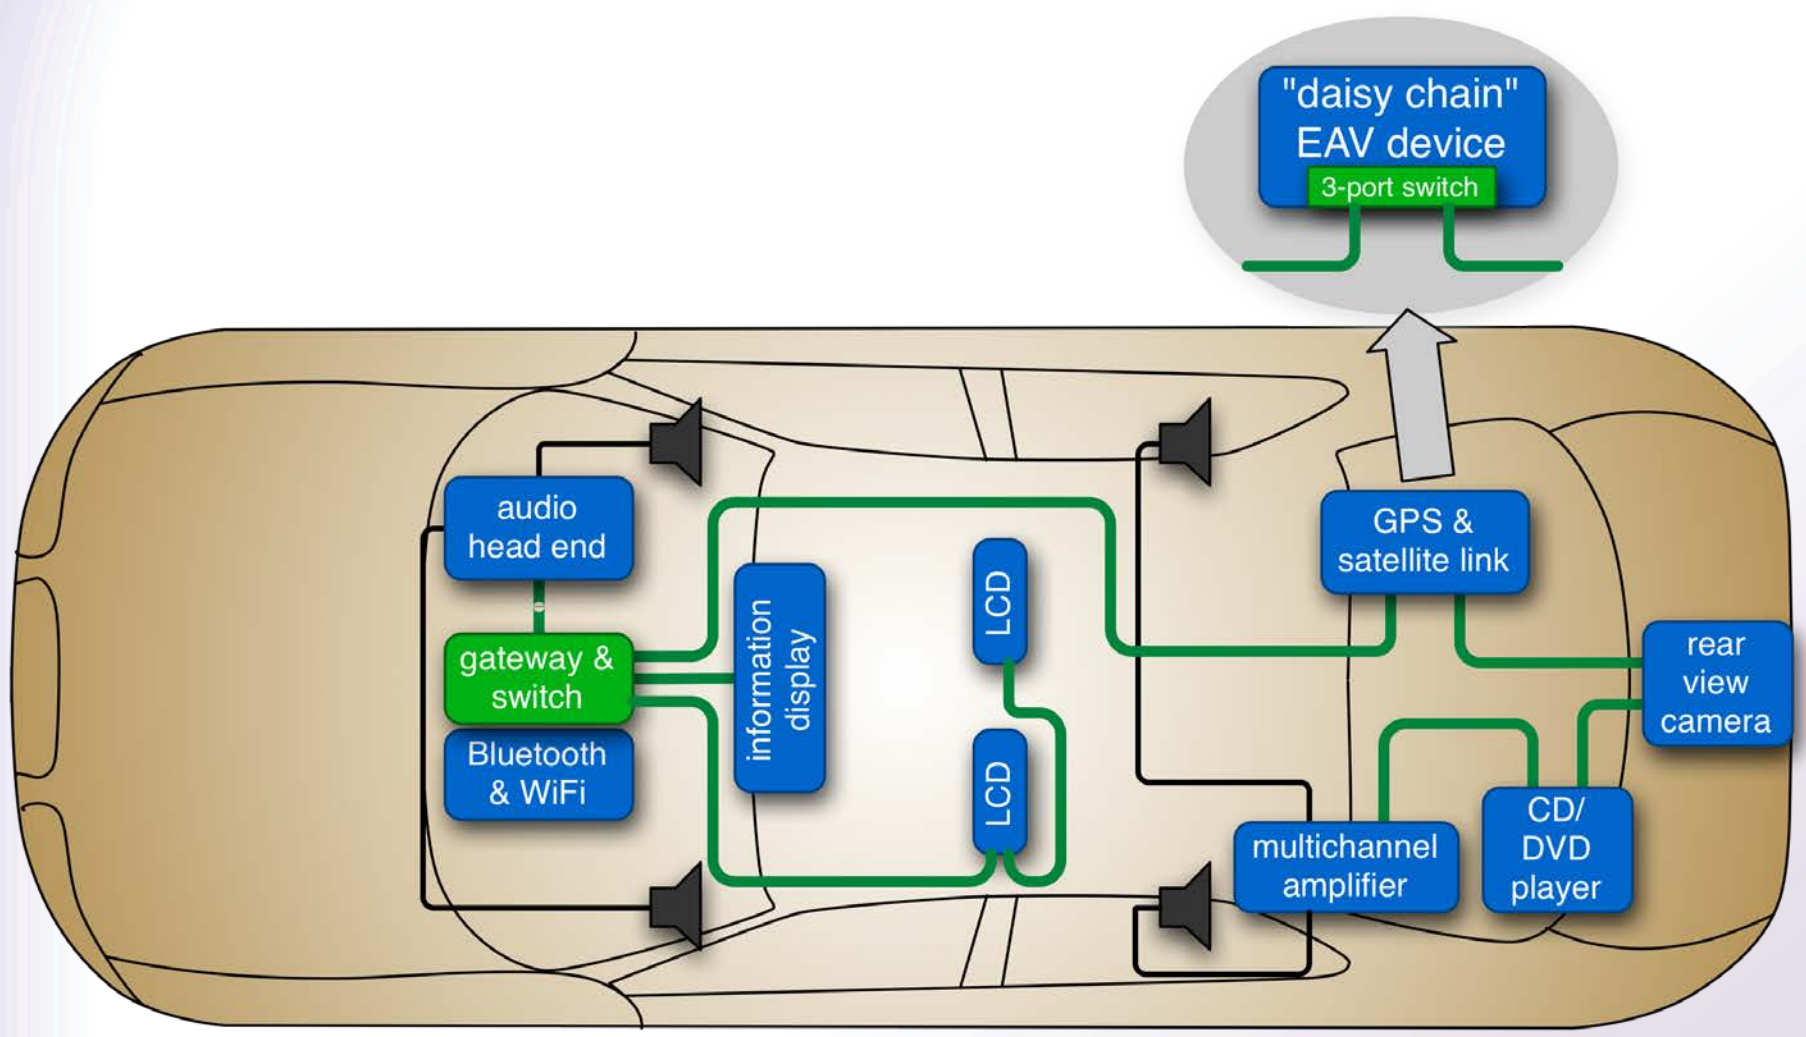 "daisy chain"
EAV device
3-port switch
audio
head end
gateway &
switch
Bluetooth
& WiFi
information
display
LCD
LCD
GPS &
satellite link
rear
view
camera
multichannel
amplifier
CD/
DVD
player